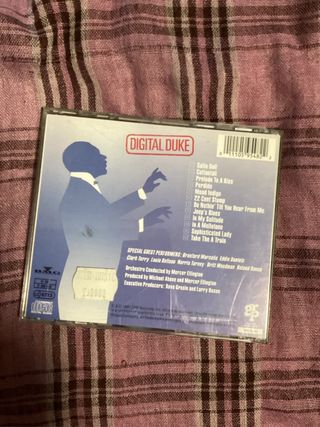 DIGITAL DUKE
Satin Doll
Cottontail
Prelude To A Kiss
Perdido
Mood Indigo
22 Cent Stomp
Do Nothin' Till You Hear From Me
Jeep's Blues
In My Solitude
In A Mellotone
Sophisticated Lady
Take The A Train
SPECIAL GUEST PERFORMERS: Branford Marsalis Eddie Daniels
Clark Terry Louie Bellson Norris Turney Britt Woodman Roland Hanna
Orchestra Conducted by Mercer Ellington
Produced by Michael Abene and Mercer Ellington
Executive Producers: Dave Grusin and Larry Rosen
BMG
GRP